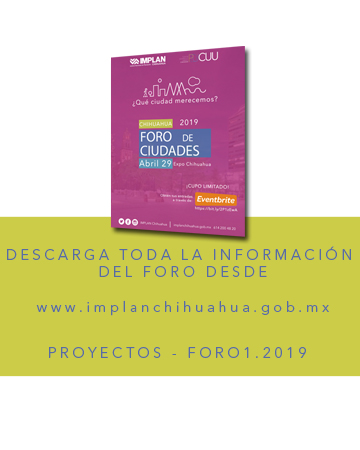 IMPLAN
CUU
¿Qué ciudad merecemos?
CHIHUAHUA 2019
FORO DE
CIUDADES
Abril 29 Expo Chihuahua
¡CUPO LIMITADO!
Eventbrite
DESCARGA TODA LA INFORMACIÓN
DEL FORO DESDE
www.implanchihuahua.gob.mx
PROYECTOS - FORO1.2019